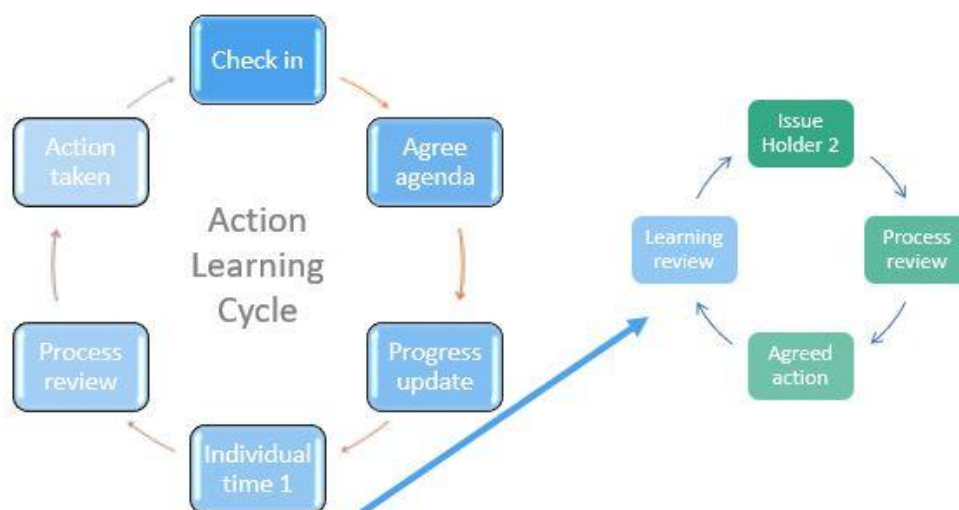 Check in
Agree
agenda
Progress
update
Individual
time 1
Process
review
Action
taken
Action
Learning
Cycle
Issue
Holder 2
Process
review
Agreed
action
Learning
review